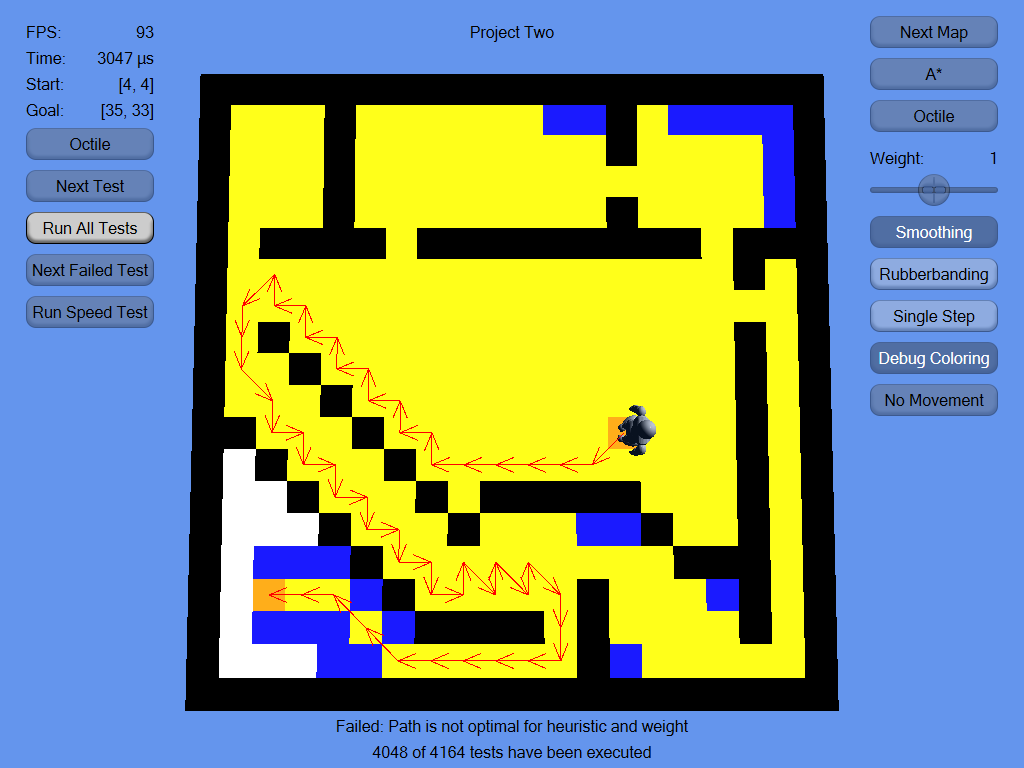 FPS: 93
Time: 3047 µs
Start: [4, 4]
Goal: [35, 33]
Octile
Next Test
Run All Tests
Next Failed Test
Run Speed Test
Project Two
Next Map
A*
Octile
Weight: 1
Smoothing
Rubberbanding
Single Step
Debug Coloring
No Movement
Failed: Path is not optimal for heuristic and weight
4048 of 4164 tests have been executed